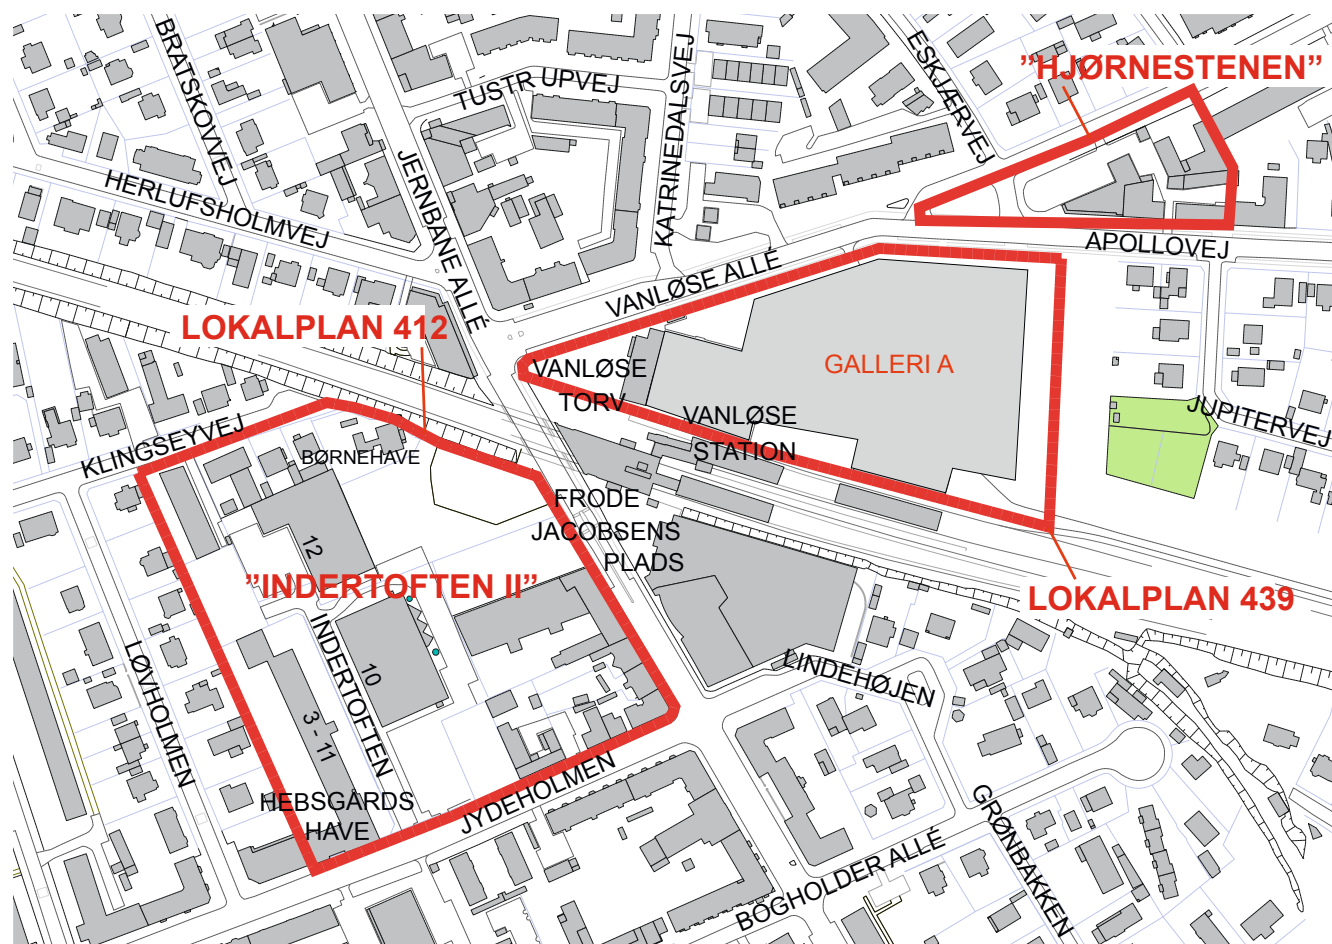 BRATSKOVVEJ
TUSTR UPVEJ
KATRINEDALSVEJ
ESKJÆRVEJ
”HJØRNESTENEN”
HERLUFSHOLMVEJ
JERNBANE ALLÉ
VANLØSE ALLÉ
APOLLOVEJ
LOKALPLAN 412
VANLØSE
TORV
GALLERI A
VANLØSE
STATION
JUPITERVEJ
KLINGSEYVEJ
BØRNEHAVE
FRODE
JACOBSENS
PLADS
12
”INDERTOFTEN II”
LOKALPLAN 439
LØVHOLMEN
INDERTOFTEN
10
3 - 11
LINDEHØJEN
HEBSGÅRDS
HAVE
JYDEHOLMEN
GRØNBAKKEN
BOGHOLDER ALLÉ